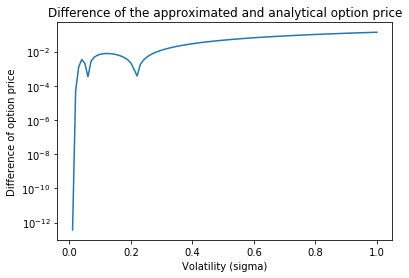 Difference of the approximated and analytical option price
Difference of option price
10⁻²
10⁻⁴
10⁻⁶
10⁻⁸
10⁻¹⁰
10⁻¹²
0.0 0.2 0.4 0.6 0.8 1.0
Volatility (sigma)